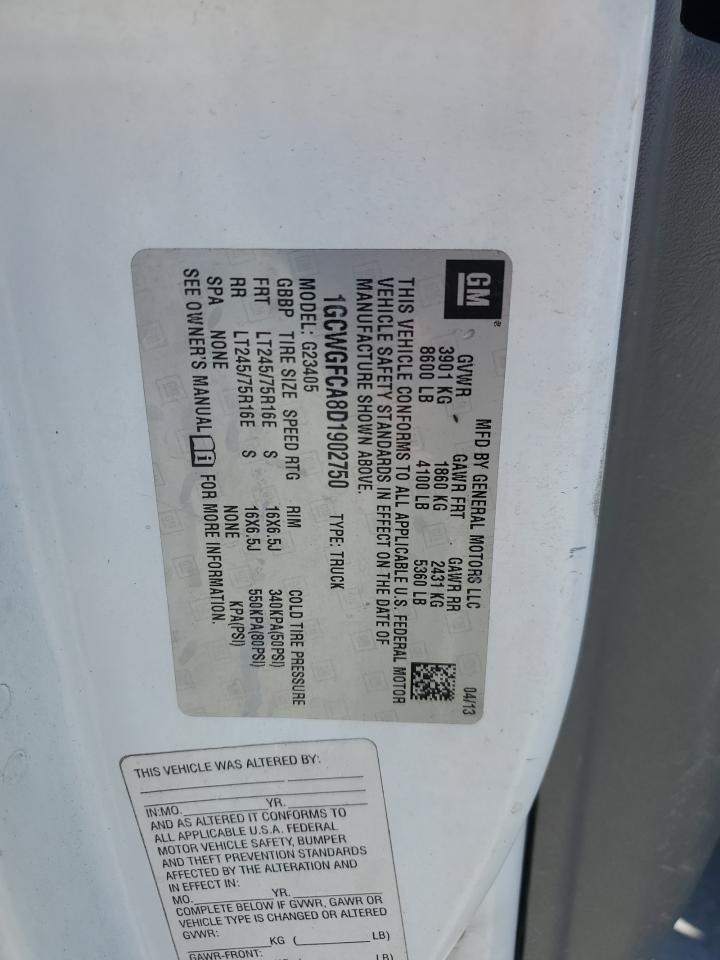 GM®
MFD BY GENERAL MOTORS LLC 04/13
GVWR GAWR FRT GAWR RR
3901 KG 1860 KG 2431 KG
8600 LB 4100 LB 5360 LB
THIS VEHICLE CONFORMS TO ALL APPLICABLE U.S. FEDERAL MOTOR
VEHICLE SAFETY STANDARDS IN EFFECT ON THE DATE OF
MANUFACTURE SHOWN ABOVE.
1GCWGFCA8D1902750 TYPE: TRUCK
MODEL: G23405
GBBP TIRE SIZE SPEED RTG RIM COLD TIRE PRESSURE
FRT LT245/75R16E S 16X6.5J 340KPA(50PSI)
RR LT245/75R16E S 16X6.5J 550KPA(80PSI)
SPA NONE NONE KPA(PSI)
SEE OWNER'S MANUAL i FOR MORE INFORMATION.
THIS VEHICLE WAS ALTERED BY:
IN:MO. YR.
AND AS ALTERED IT CONFORMS TO
ALL APPLICABLE U.S.A. FEDERAL
MOTOR VEHICLE SAFETY, BUMPER
AND THEFT PREVENTION STANDARDS
AFFECTED BY THE ALTERATION AND
IN EFFECT IN:
MO. YR.
COMPLETE BELOW IF GVWR, GAWR OR
VEHICLE TYPE IS CHANGED OR ALTERED
GVWR: KG ( LB)
GAWR-FRONT:
LB)